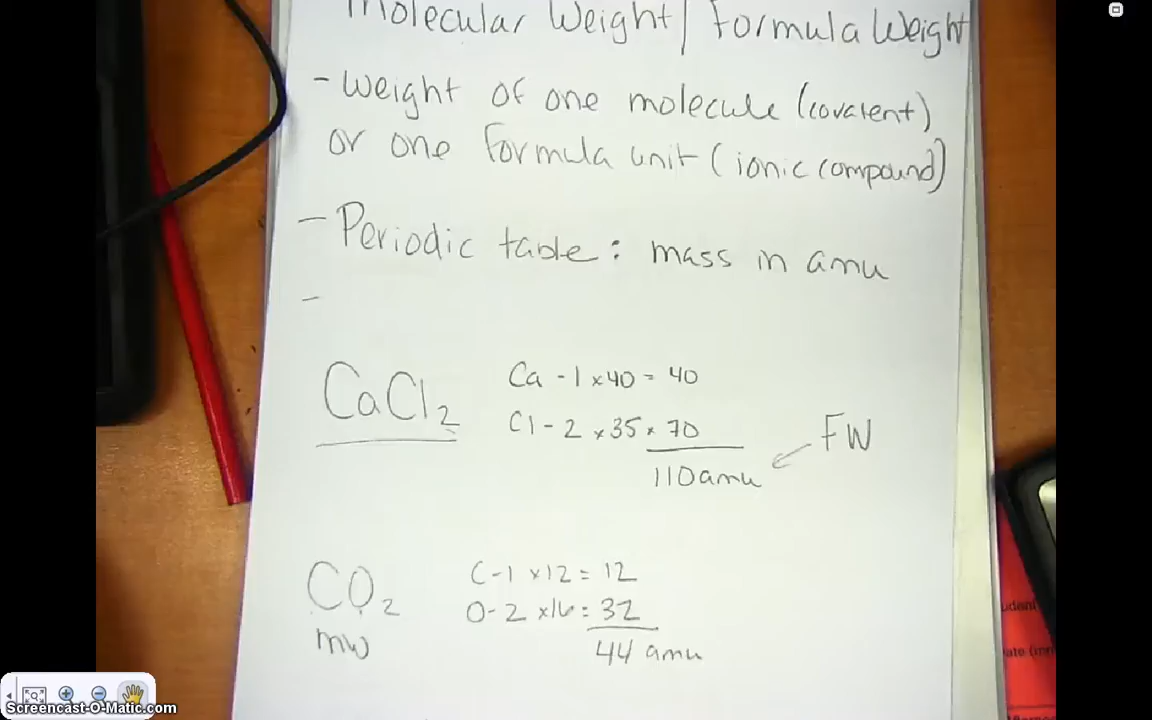 Molecular Weight / Formula Weight
- Weight of one molecule (covalent)
or one formula unit (ionic compound)
- Periodic table : mass in amu
-
CaCl2 Ca - 1 x 40 = 40
Cl - 2 x 35 = 70
110 amu
FW
CO2 C - 1 x 12 = 12
O - 2 x 16 = 32
mw 44 amu
Screencast-O-Matic.com